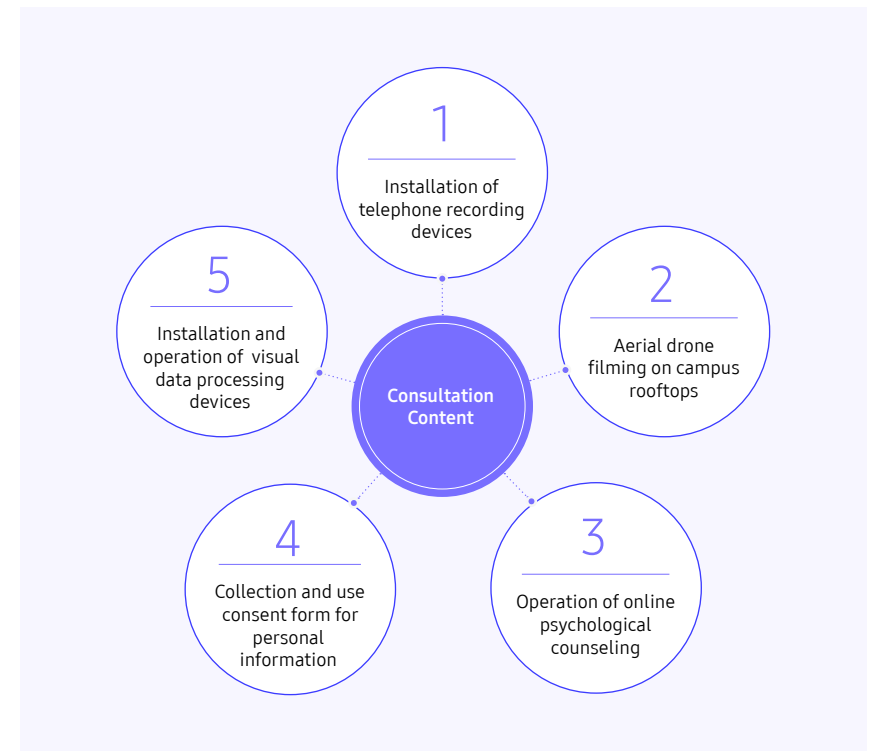 1
Installation of
telephone recording
devices
2
Aerial drone
filming on campus
rooftops
3
Operation of online
psychological
counseling
4
Collection and use
consent form for
personal
information
5
Installation and
operation of visual
data processing
devices
Consultation
Content